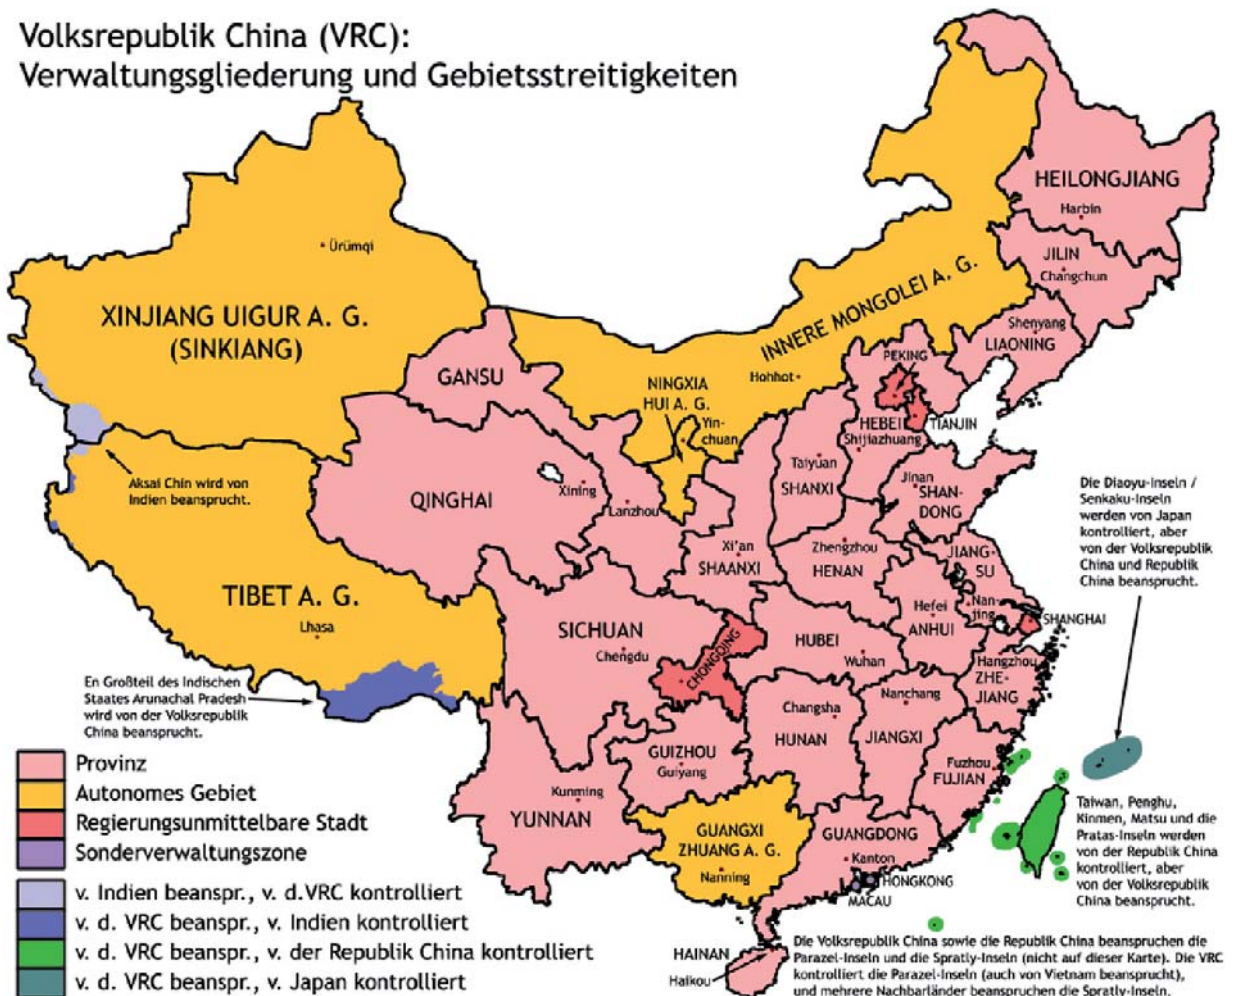 Volksrepublik China (VRC):
Verwaltungsgliederung und Gebietsstreitigkeiten
HEILONGJIANG
Harbin
JILIN
Changchun
Ürümqi
XINJIANG UIGUR A. G.
(SINKIANG)
INNERE MONGOLEI A. G.
Hohhot
Shenyang
LIAONING
PEKING
GANSU
NINGXIA
HUI A. G.
Yin-
chuan
HEBEI
TIANJIN
Shijiazhuang
Taiyuan
SHANXI
Jinan
SHAN-
DONG
Aksai Chin wird von
Indien beansprucht.
QINGHAI
Xining
Lanzhou
Die Diaoyu-Inseln /
Senkaku-Inseln
werden von Japan
kontrolliert, aber
von der Volksrepublik
China und Republik
China beansprucht.
Xi'an
SHAANXI
Zhengzhou
HENAN
JIANG-
SU
Nan-
jing
TIBET A. G.
Lhasa
SICHUAN
Chengdu
CHONGQING
HUBEI
Wuhan
Hefei
ANHUI
SHANGHAI
Hangzhou
ZHE-
JIANG
En Großteil des Indischen
Staates Arunachal Pradesh
wird von der Volksrepublik
China beansprucht.
Changsha
HUNAN
Nanchang
JIANGXI
GUIZHOU
Guiyang
Fuzhou
FUJIAN
Kunming
YUNNAN
GUANGXI
ZHUANG A. G.
Nanning
GUANGDONG
Kanton
HONGKONG
MACAU
Taiwan, Penghu,
Kinmen, Matsu und die
Pratas-Inseln werden
von der Republik China
kontrolliert, aber
von der Volksrepublik
China beansprucht.
HAINAN
Haikou
Provinz
Autonomes Gebiet
Regierungsunmittelbare Stadt
Sonderverwaltungszone
v. Indien beanspr., v. d.VRC kontrolliert
v. d. VRC beanspr., v. Indien kontrolliert
v. d. VRC beanspr., v. der Republik China kontrolliert
v. d. VRC beanspr., v. Japan kontrolliert
Die Volksrepublik China sowie die Republik China beanspruchen die
Parazel-Inseln und die Spratly-Inseln (nicht auf dieser Karte). Die VRC
kontrolliert die Parazel-Inseln (auch von Vietnam beansprucht),
und mehrere Nachbarländer beanspruchen die Spratly-Inseln.